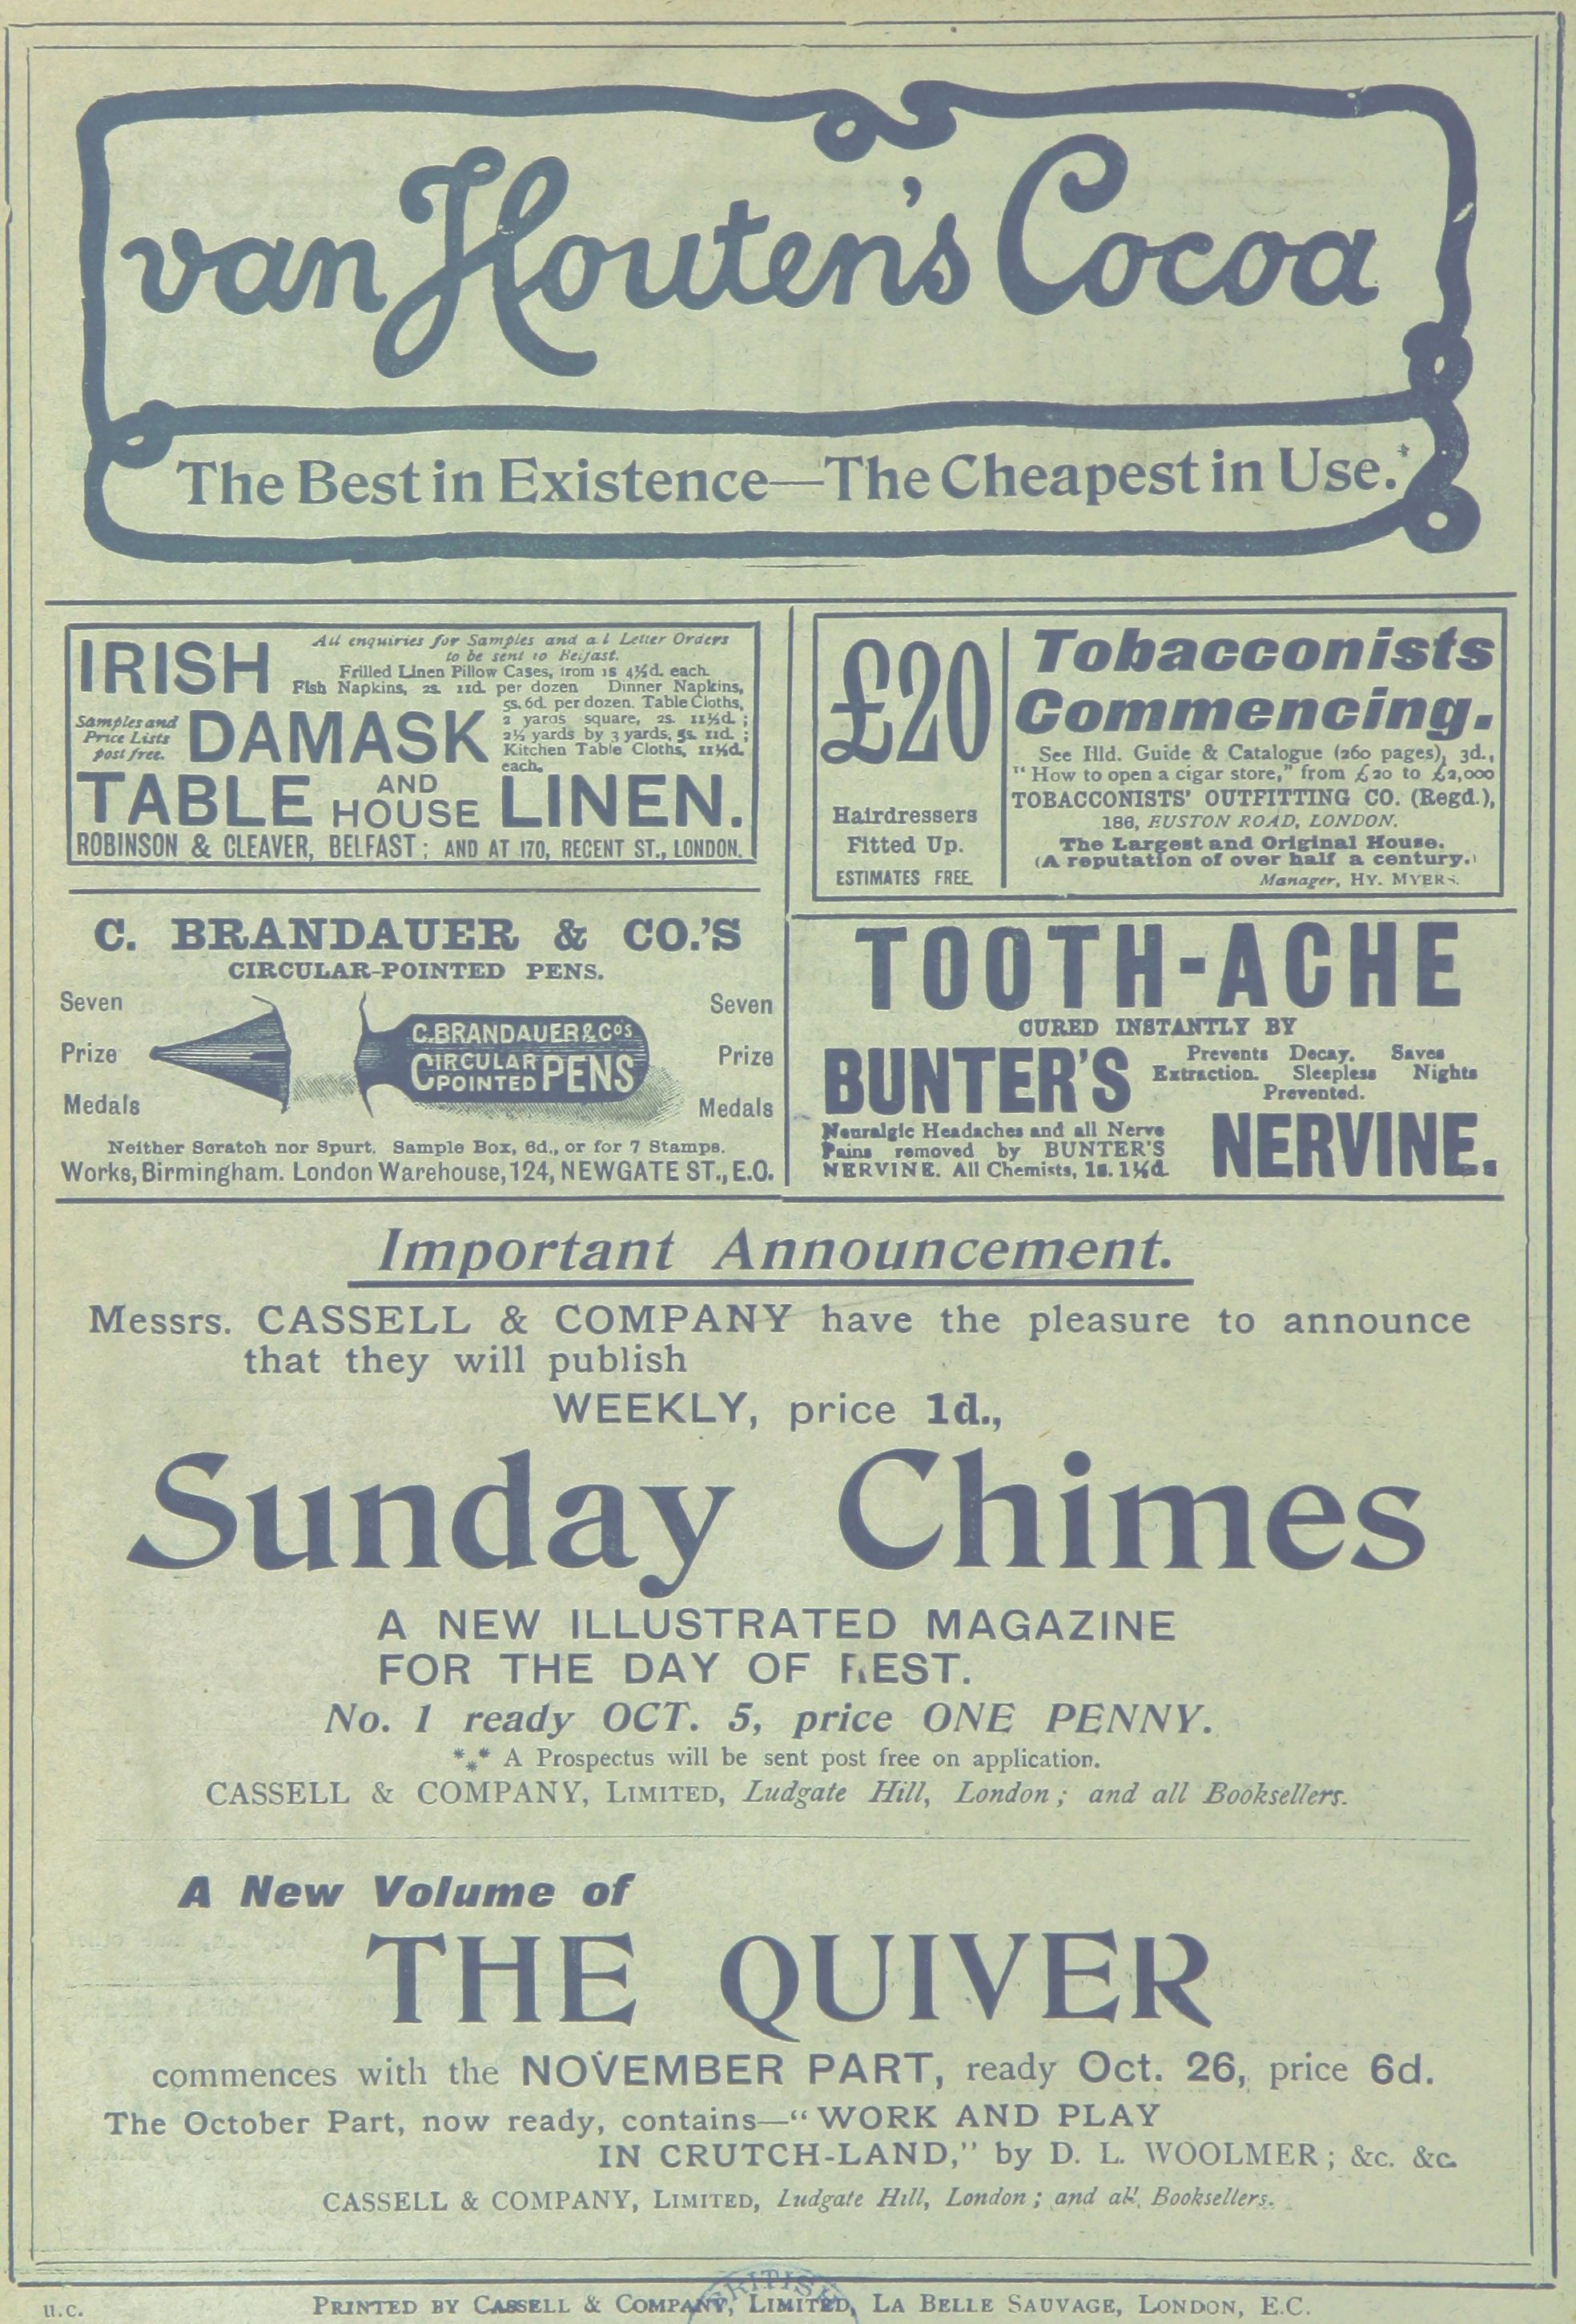 van Houten's Cocoa
The Best in Existence—The Cheapest in Use.
IRISH
All enquiries for Samples and all Letter Orders
to be sent to Belfast.
Frilled Linen Pillow Cases, from 1s 4½d. each.
Fish Napkins, 2s. 11d. per dozen Dinner Napkins,
5s. 6d. per dozen. Table Cloths,
2 yards square, 2s. 11½d.;
2½ yards by 3 yards, 5s. 11d.;
Kitchen Table Cloths, 11½d.
each.
Samples and
Price Lists
post free.
DAMASK
TABLE AND HOUSE LINEN.
ROBINSON & CLEAVER, BELFAST; AND AT 170, REGENT ST., LONDON.
£20
Hairdressers
Fitted Up.
ESTIMATES FREE.
Tobacconists
Commencing.
See Illd. Guide & Catalogue (260 pages), 3d.,
"How to open a cigar store," from £20 to £2,000
TOBACCONISTS' OUTFITTING CO. (Regd.),
186, EUSTON ROAD, LONDON.
The Largest and Original House.
(A reputation of over half a century.)
Manager, HY. MYERS.
C. BRANDAUER & CO.'S
CIRCULAR-POINTED PENS.
Seven
Prize
Medals
C. BRANDAUER & Co's
CIRCULAR
POINTED PENS
Seven
Prize
Medals
Neither Scratch nor Spurt. Sample Box, 6d., or for 7 Stamps.
Works, Birmingham. London Warehouse, 124, NEWGATE ST., E.C.
TOOTH-ACHE
CURED INSTANTLY BY
BUNTER'S
Prevents Decay. Saves
Extraction. Sleepless Nights
Prevented.
Neuralgic Headaches and all Nerve
Pains removed by BUNTER'S
NERVINE. All Chemists, 1s. 1½d.
NERVINE.
Important Announcement.
Messrs. CASSELL & COMPANY have the pleasure to announce
that they will publish
WEEKLY, price 1d.,
Sunday Chimes
A NEW ILLUSTRATED MAGAZINE
FOR THE DAY OF REST.
No. 1 ready OCT. 5, price ONE PENNY.
*** A Prospectus will be sent post free on application.
CASSELL & COMPANY, LIMITED, Ludgate Hill, London; and all Booksellers.
A New Volume of
THE QUIVER
commences with the NOVEMBER PART, ready Oct. 26, price 6d.
The October Part, now ready, contains—"WORK AND PLAY
IN CRUTCH-LAND," by D. L. WOOLMER; &c. &c.
CASSELL & COMPANY, LIMITED, Ludgate Hill, London; and all Booksellers.
U.C.
PRINTED BY CASSELL & COMPANY, LIMITED, LA BELLE SAUVAGE, LONDON, E.C.
BRITISH